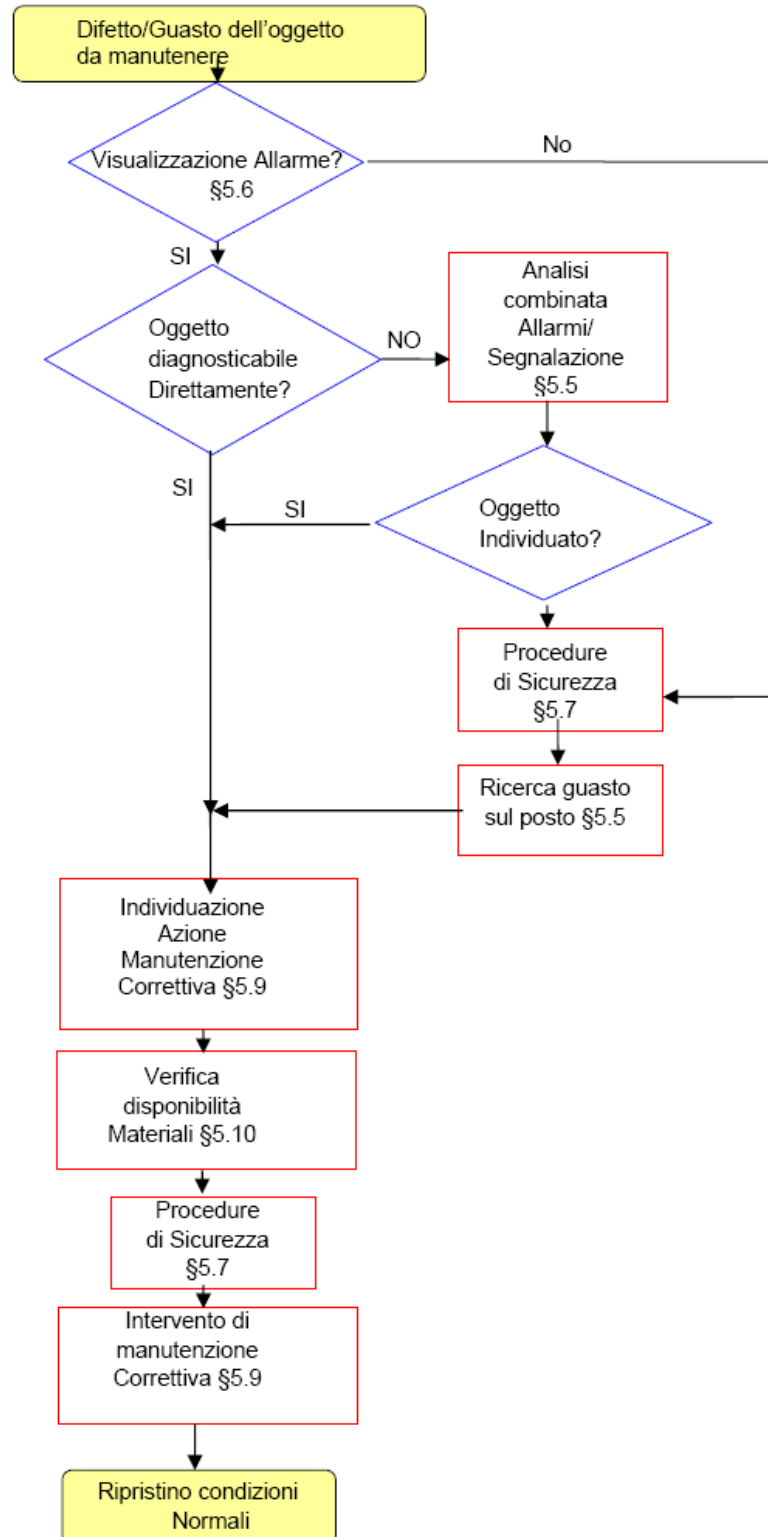 Difetto/Guasto dell'oggetto
da manutenere
Visualizzazione Allarme?
§5.6
No
SI
Oggetto
diagnosticabile
Direttamente?
NO
Analisi
combinata
Allarmi/
Segnalazione
§5.5
SI
SI
Oggetto
Individuato?
Procedure
di Sicurezza
§5.7
Ricerca guasto
sul posto §5.5
Individuazione
Azione
Manutenzione
Correttiva §5.9
Verifica
disponibilità
Materiali §5.10
Procedure
di Sicurezza
§5.7
Intervento di
manutenzione
Correttiva §5.9
Ripristino condizioni
Normali